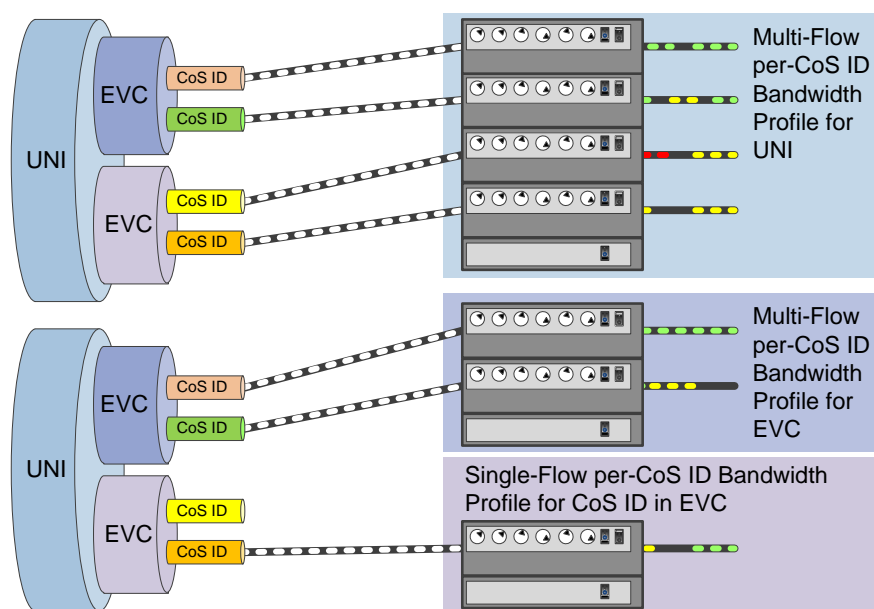 UNI
EVC
CoS ID
CoS ID
EVC
CoS ID
CoS ID
Multi-Flow
per-CoS ID
Bandwidth
Profile for
UNI
UNI
EVC
CoS ID
CoS ID
EVC
CoS ID
CoS ID
Multi-Flow
per-CoS ID
Bandwidth
Profile for
EVC
Single-Flow per-CoS ID Bandwidth
Profile for CoS ID in EVC